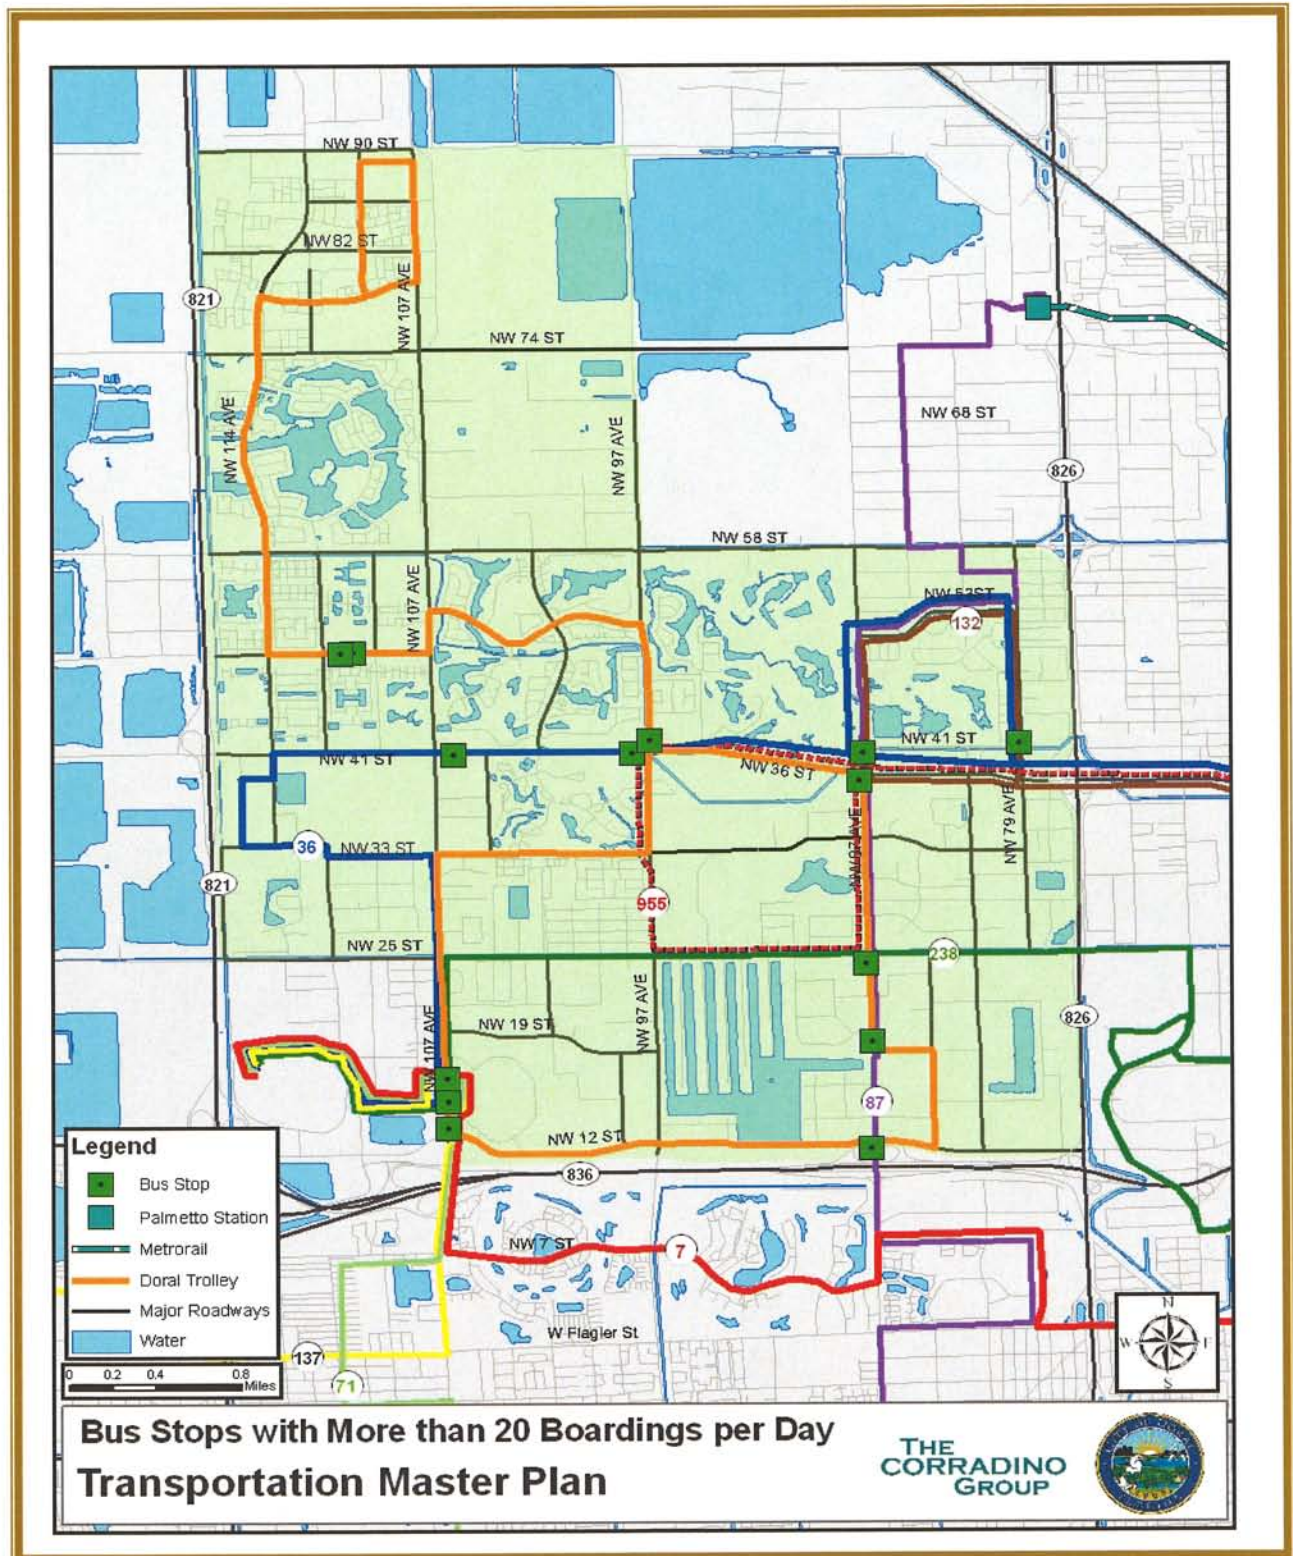 NW 90 ST
NW 82 ST
821
NW 107 AVE
NW 74 ST
NW 114 AVE
NW 97 AVE
NW 68 ST
826
NW 58 ST
NW 107 AVE
NW 53 ST
132
NW 41 ST
NW 41 ST
NW 36 ST
NW 79 AVE
36
NW 33 ST
821
955
NW 25 ST
238
NW 107 AVE
NW 97 AVE
NW 19 ST
826
87
NW 12 ST
836
NW 7 ST
7
W Flagler St
137
71
Legend
Bus Stop
Palmetto Station
Metrorail
Doral Trolley
Major Roadways
Water
0 0.2 0.4 0.8
Miles
N
W
S
Bus Stops with More than 20 Boardings per Day
Transportation Master Plan
THE
CORRADINO
GROUP